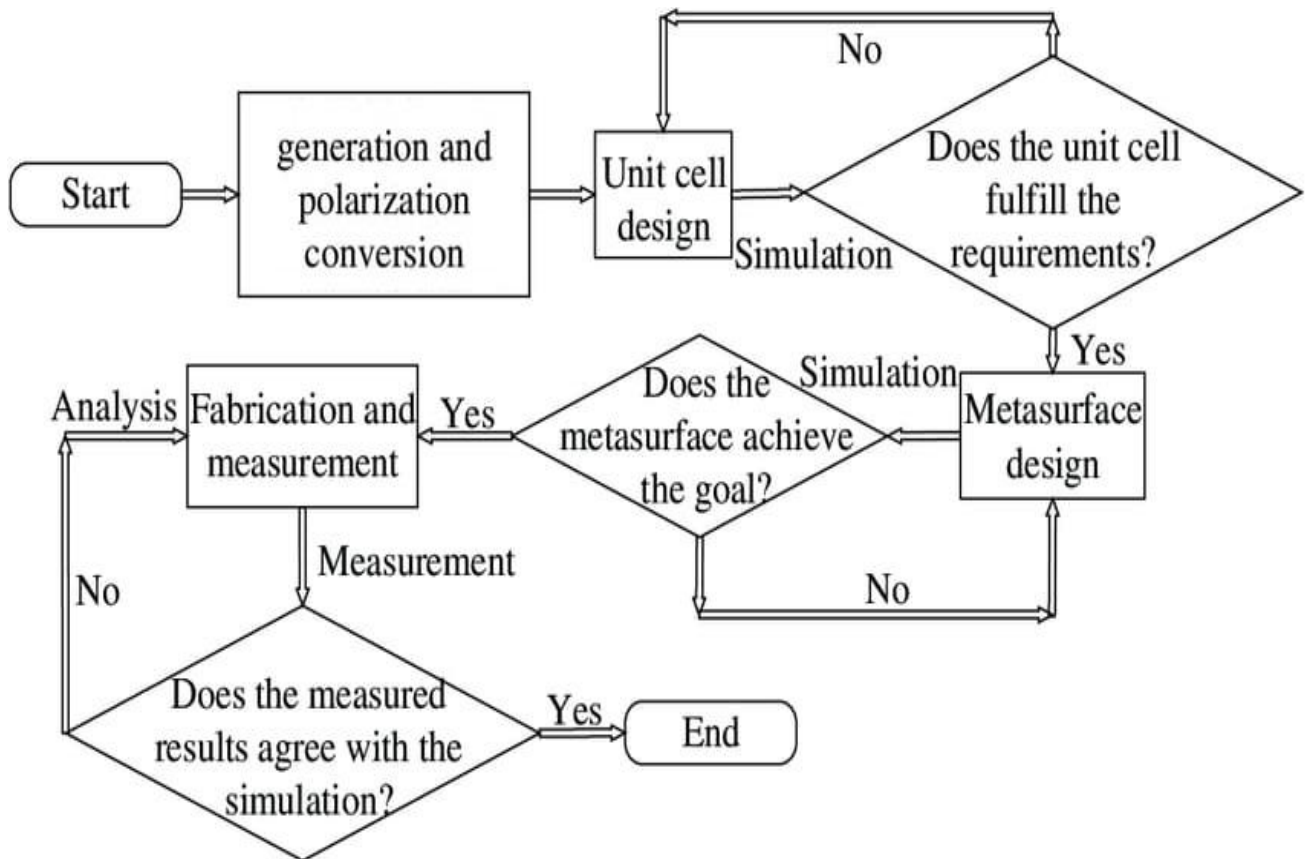 Start
generation and
polarization
conversion
Unit cell
design
Simulation
Does the unit cell
fulfill the
requirements?
No
Yes
Metasurface
design
Simulation
Does the
metasurface achieve
the goal?
No
Yes
Fabrication and
measurement
Measurement
Does the measured
results agree with the
simulation?
No
Analysis
Yes
End